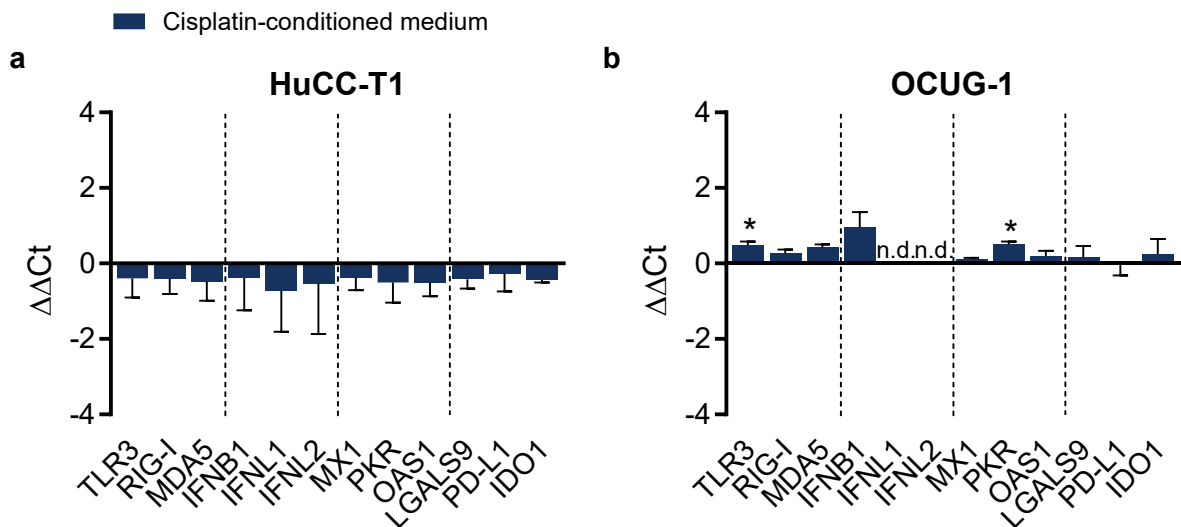 Cisplatin-conditioned medium
a
HuCC-T1
ΔΔCt
4
2
0
-2
-4
TLR3
RIG-I
MDA5
IFNB1
IFNL1
IFNL2
MX1
PKR
OAS1
LGALS9
PD-L1
IDO1
b
OCUG-1
ΔΔCt
4
2
0
-2
-4
*
n.d.n.d.
*
TLR3
RIG-I
MDA5
IFNB1
IFNL1
IFNL2
MX1
PKR
OAS1
LGALS9
PD-L1
IDO1